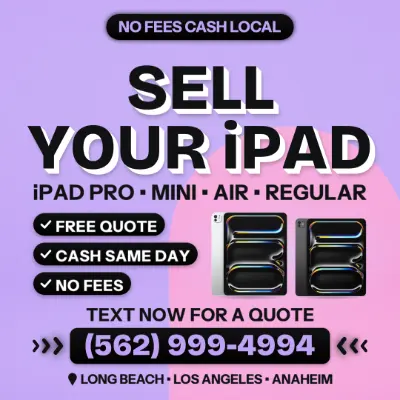 NO FEES CASH LOCAL
SELL
YOUR iPAD
iPAD PRO ▪ MINI ▪ AIR ▪ REGULAR
✓ FREE QUOTE
✓ CASH SAME DAY
✓ NO FEES
TEXT NOW FOR A QUOTE
(562) 999-4994
LONG BEACH ▪ LOS ANGELES ▪ ANAHEIM